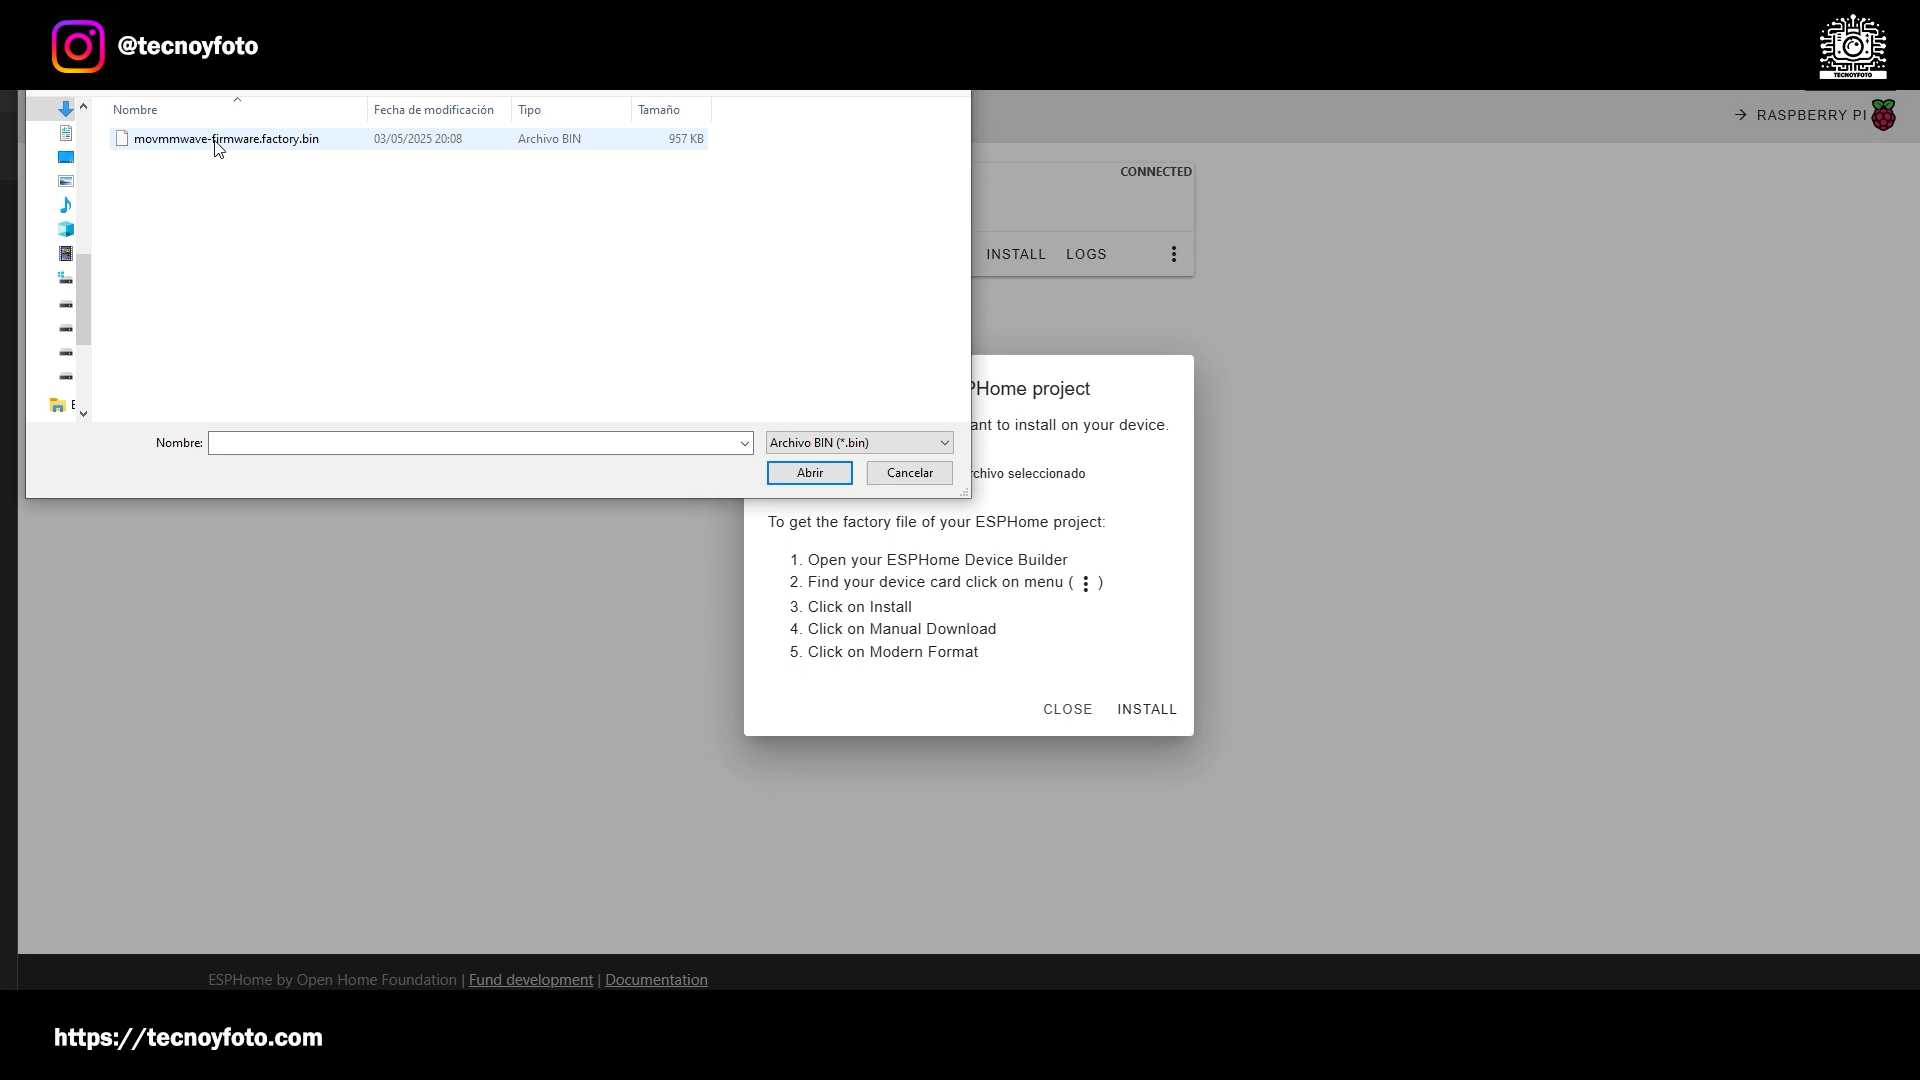 @tecnoyfoto
TECNOYFOTO
Nombre Fecha de modificación Tipo Tamaño
movmmwave-firmware.factory.bin 03/05/2025 20:08 Archivo BIN 957 KB
RASPBERRY PI
CONNECTED
INSTALL LOGS
E
Nombre: Archivo BIN (*.bin)
Abrir Cancelar
PHome project
ant to install on your device.
rchivo seleccionado
To get the factory file of your ESPHome project:
1. Open your ESPHome Device Builder
2. Find your device card click on menu ( ⋮ )
3. Click on Install
4. Click on Manual Download
5. Click on Modern Format
CLOSE INSTALL
ESPHome by Open Home Foundation | Fund development | Documentation
https://tecnoyfoto.com